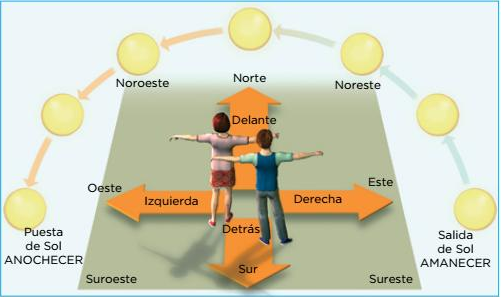 Noroeste
Norte
Noreste
Delante
Oeste
Izquierda
Derecha
Este
Puesta
de Sol
ANOCHECER
Detrás
Salida
de Sol
AMANECER
Suroeste
Sur
Sureste